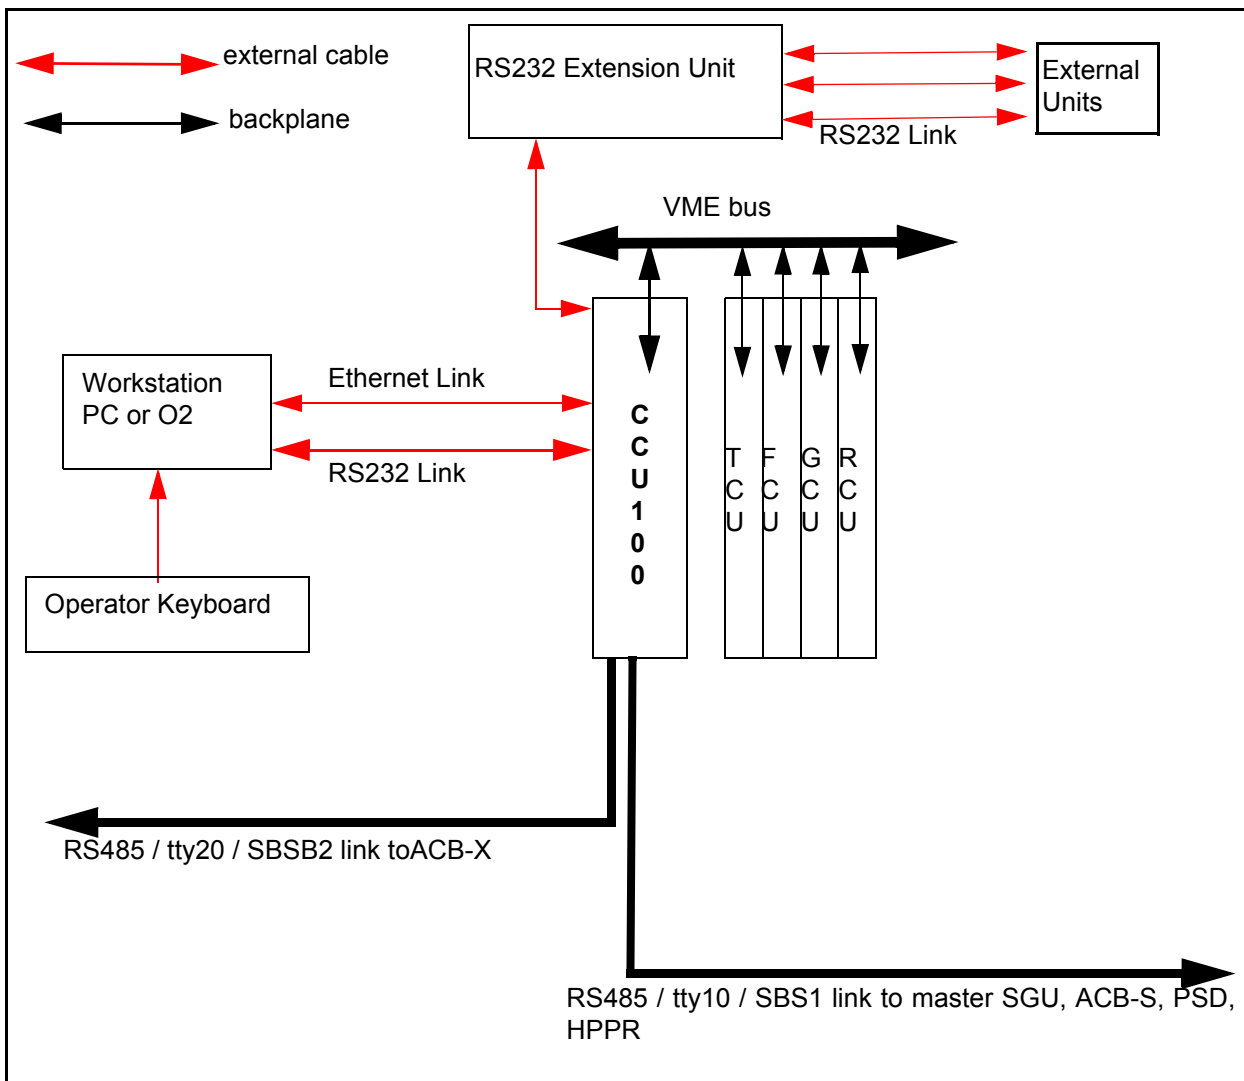 external cable
backplane
RS232 Extension Unit
External
Units
RS232 Link
VME bus
Workstation
PC or O2
Ethernet Link
RS232 Link
Operator Keyboard
C
C
U
1
0
0
T
C
U
F
C
U
G
C
U
R
C
U
RS485 / tty20 / SBSB2 link toACB-X
RS485 / tty10 / SBS1 link to master SGU, ACB-S, PSD,
HPPR